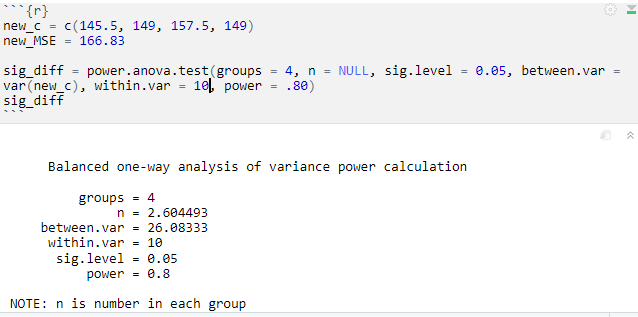 ```{r}
new_c = c(145.5, 149, 157.5, 149)
new_MSE = 166.83
sig_diff = power.anova.test(groups = 4, n = NULL, sig.level = 0.05, between.var =
var(new_c), within.var = 10, power = .80)
sig_diff
```
Balanced one-way analysis of variance power calculation
groups = 4
n = 2.604493
between.var = 26.08333
within.var = 10
sig.level = 0.05
power = 0.8
NOTE: n is number in each group